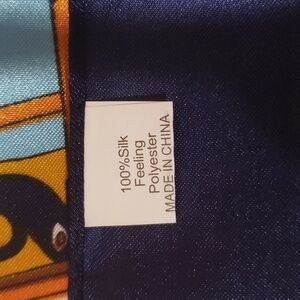 100%Silk
Feeling
Polyester
MADE IN CHINA